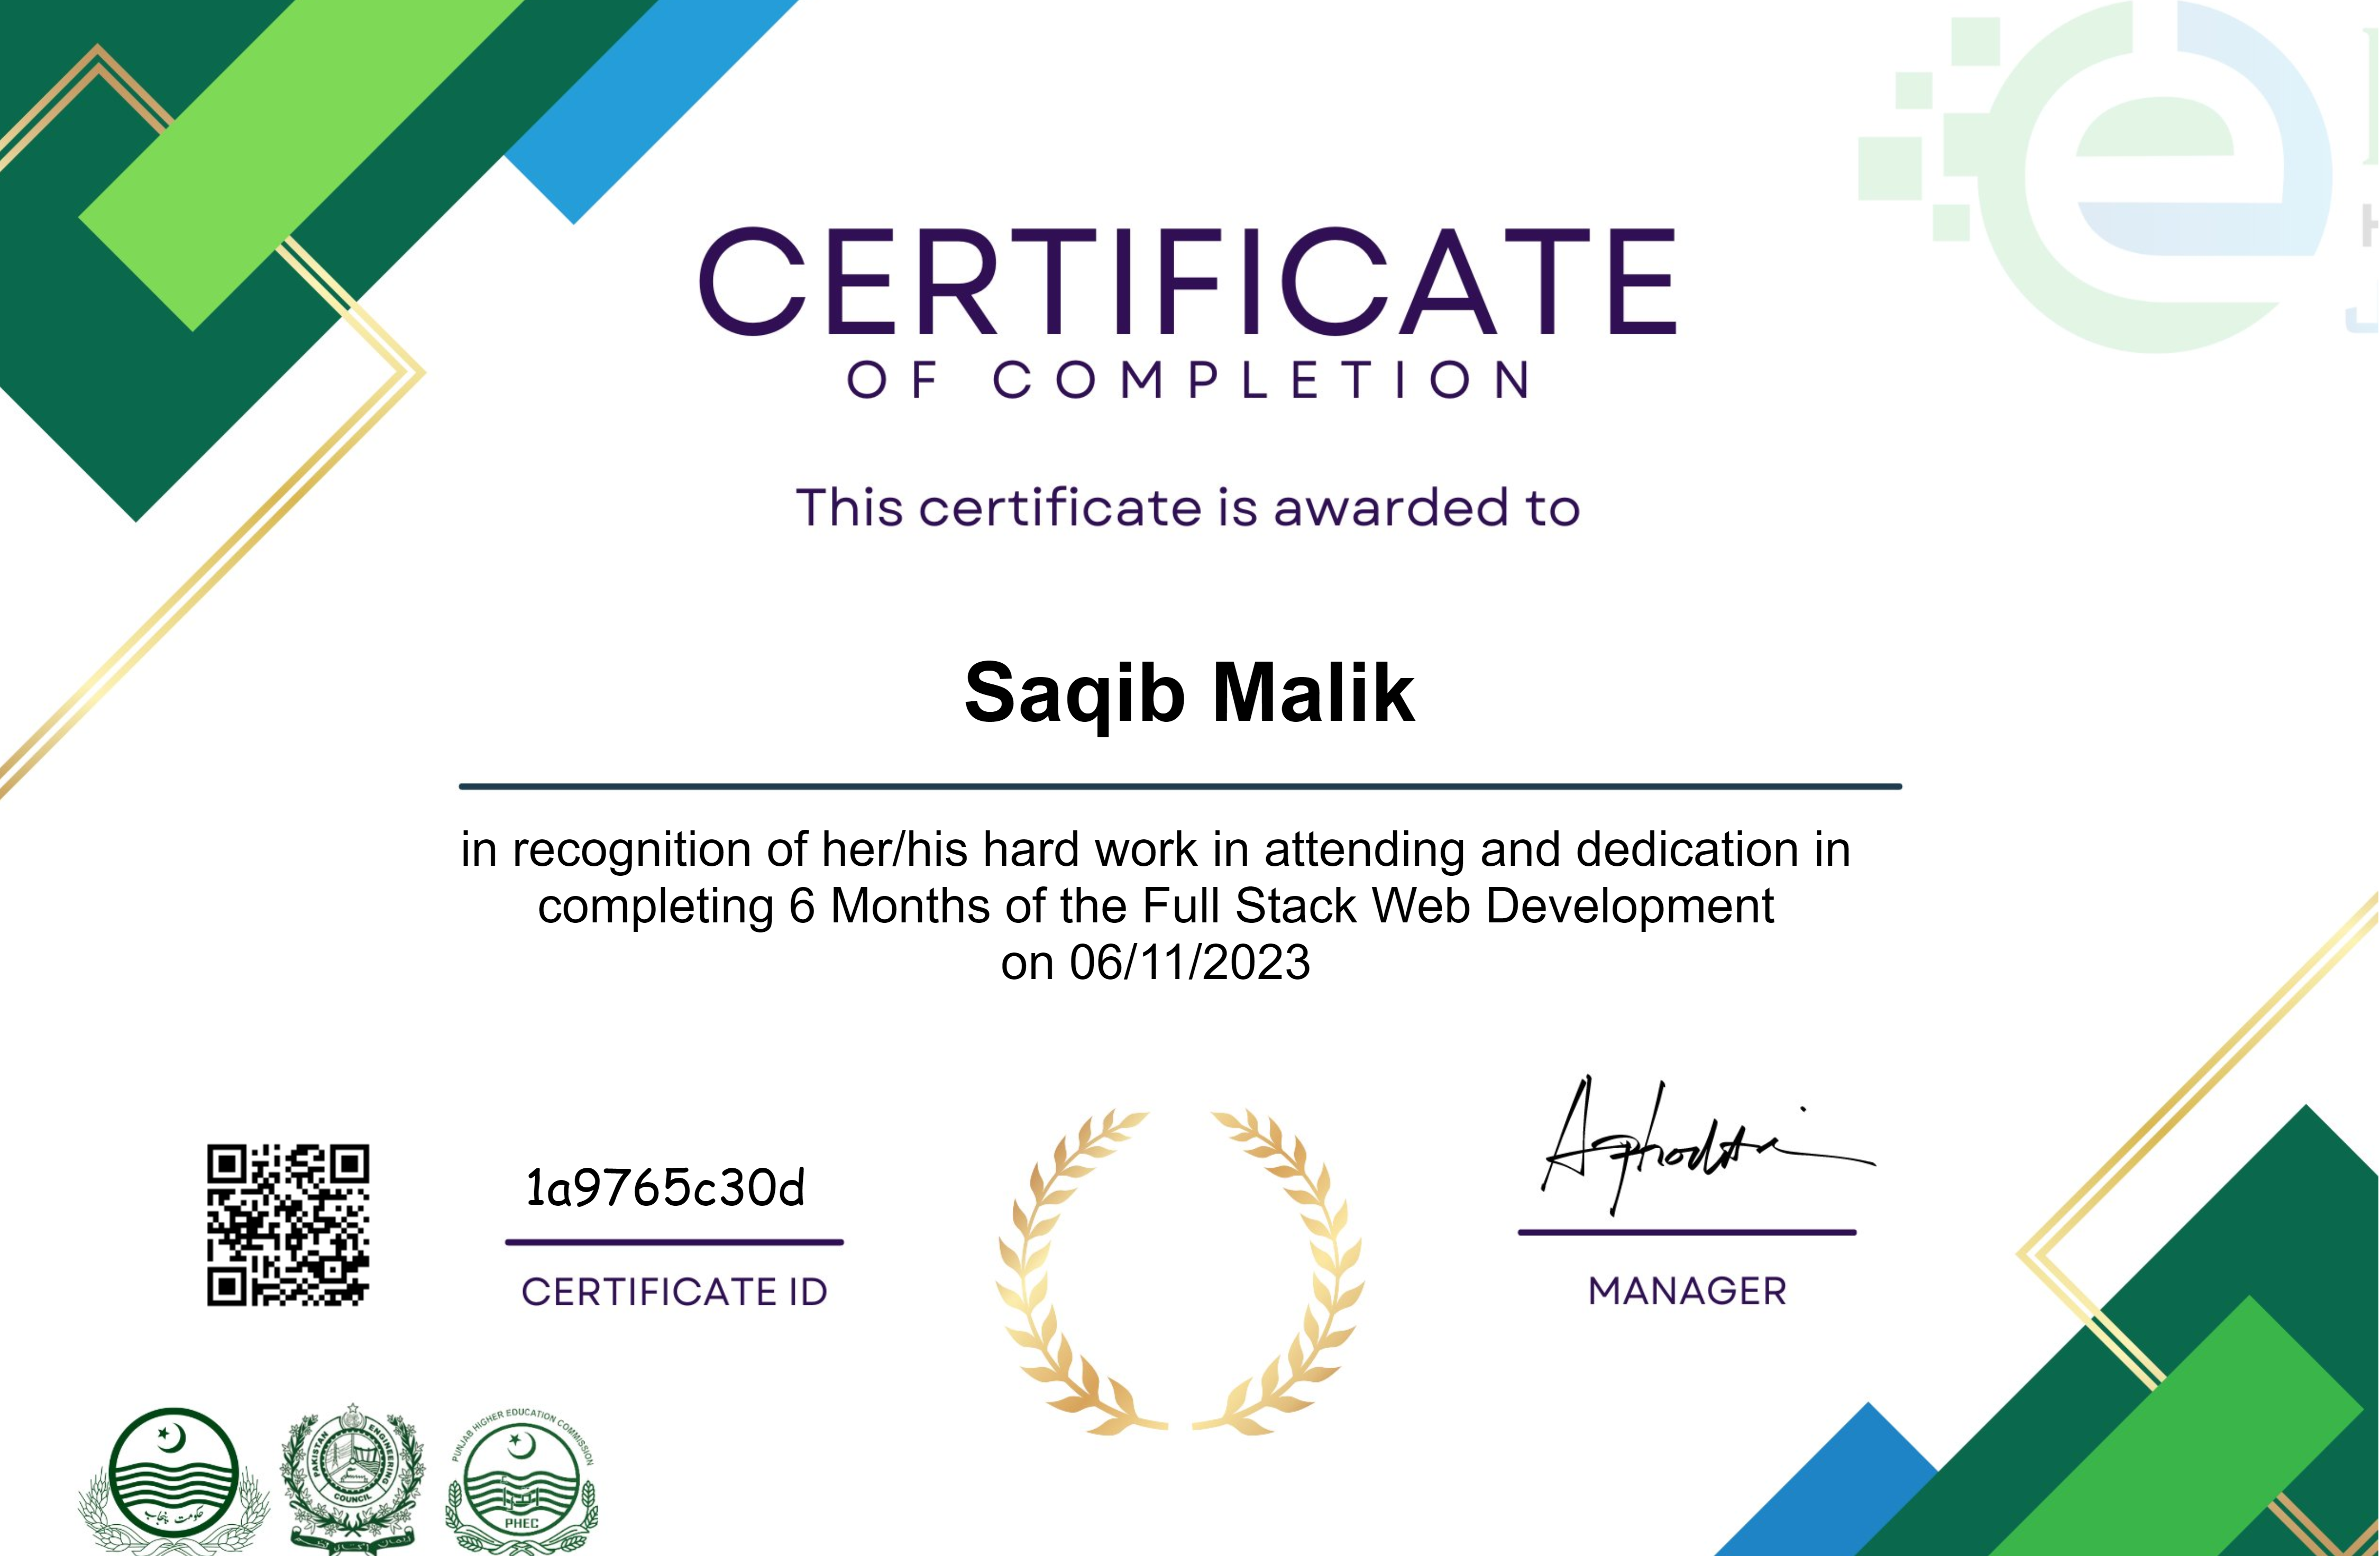 CERTIFICATE
OF COMPLETION
This certificate is awarded to
Saqib Malik
in recognition of her/his hard work in attending and dedication in
completing 6 Months of the Full Stack Web Development
on 06/11/2023
1a9765c30d
CERTIFICATE ID
MANAGER
حکومت پنجاب
PAKISTAN ENGINEERING
COUNCIL
PUNJAB HIGHER EDUCATION COMMISSION
PHEC